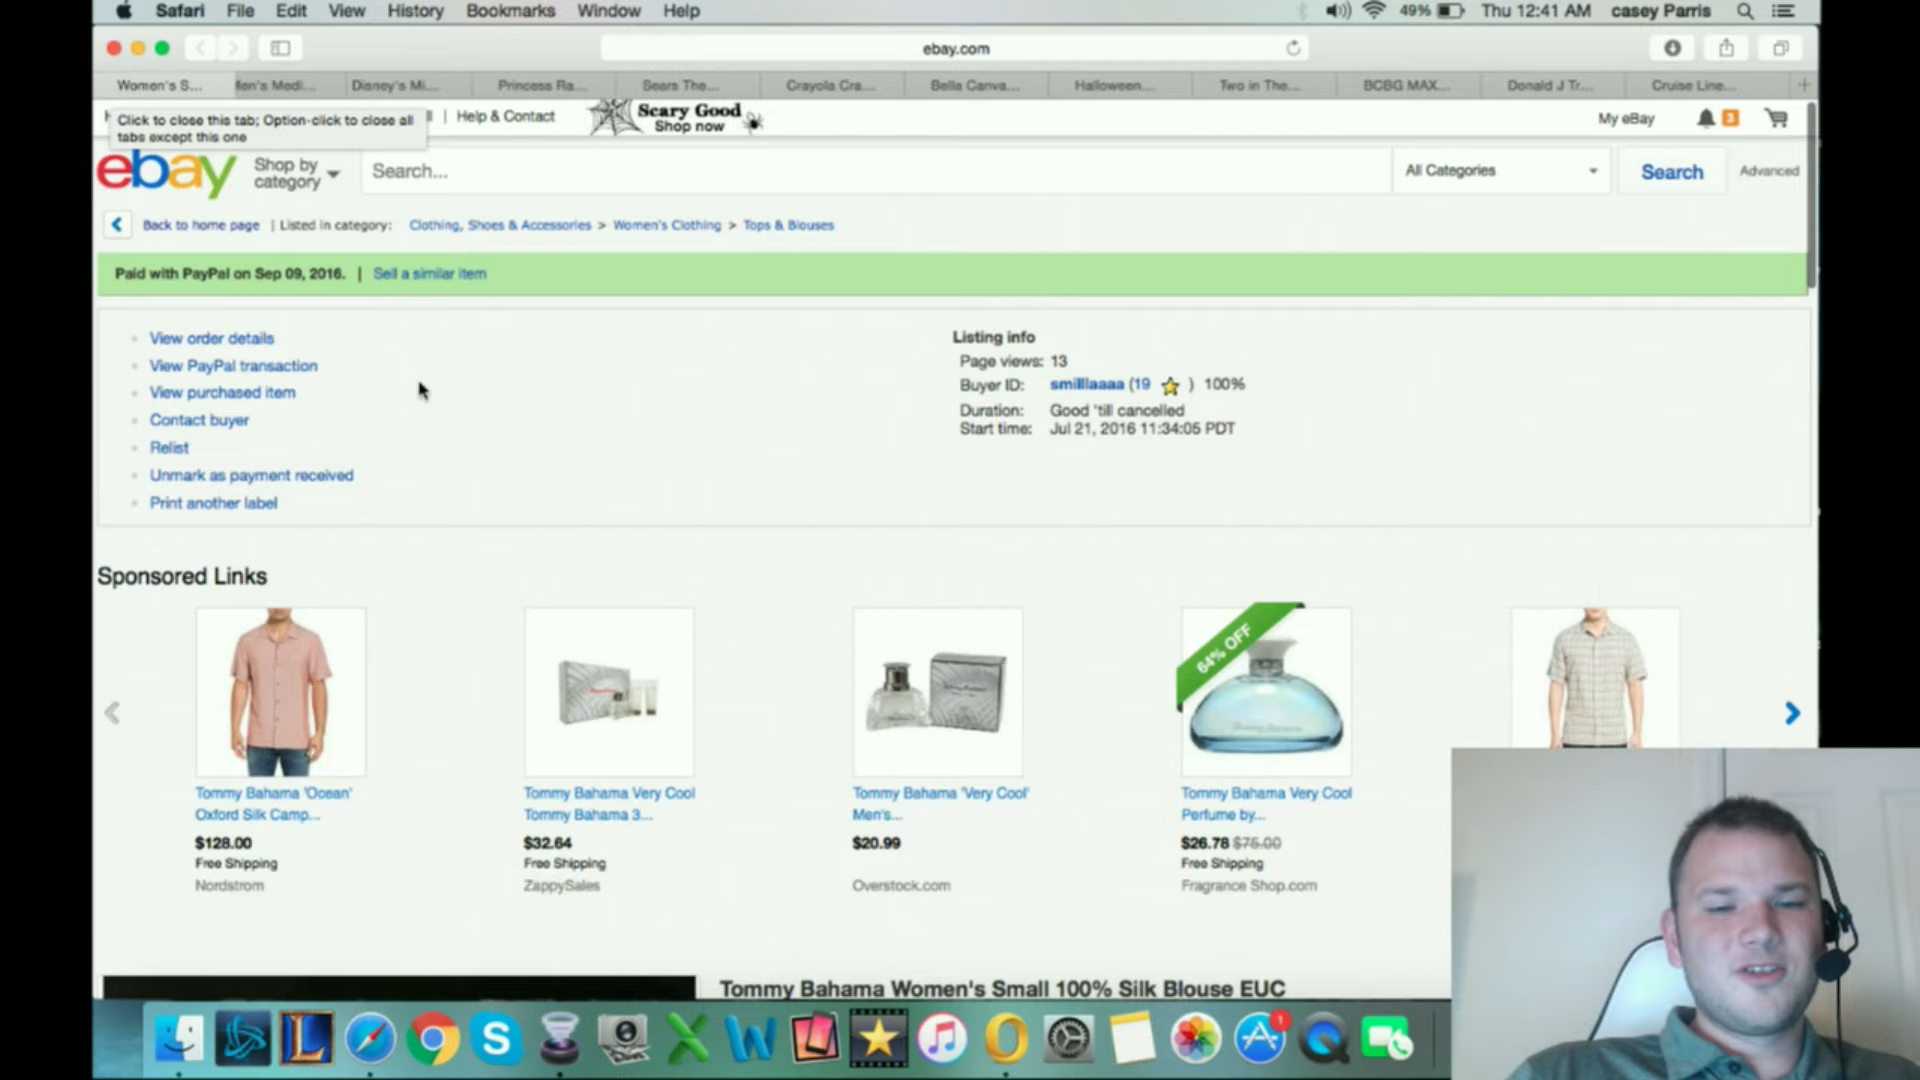 Safari File Edit View History Bookmarks Window Help
49% Thu 12:41 AM casey Parris
ebay.com
Women's S... Men's Medi... Disney's Mi... Princess Ra... Sears The... Crayola Cra... Bella Canva... Halloween... Two in The... BCBG MAX... Donald J Tr... Cruise Line...
Click to close this tab; Option-click to close all
tabs except this one
| Help & Contact
Scary Good
Shop now
My eBay
3
ebay
Shop by
category
Search...
All Categories
Search
Advanced
Back to home page | Listed in category: Clothing, Shoes & Accessories > Women's Clothing > Tops & Blouses
Paid with PayPal on Sep 09, 2016. | Sell a similar item
View order details
View PayPal transaction
View purchased item
Contact buyer
Relist
Unmark as payment received
Print another label
Listing info
Page views: 13
Buyer ID: smilllaaaa (19 ) 100%
Duration: Good 'till cancelled
Start time: Jul 21, 2016 11:34:05 PDT
Sponsored Links
64% OFF
Tommy Bahama 'Ocean'
Oxford Silk Camp...
$128.00
Free Shipping
Nordstrom
Tommy Bahama Very Cool
Tommy Bahama 3...
$32.64
Free Shipping
ZappySales
Tommy Bahama 'Very Cool'
Men's...
$20.99
Overstock.com
Tommy Bahama Very Cool
Perfume by...
$26.78 $75.00
Free Shipping
Fragrance Shop.com
Tommy Bahama Women's Small 100% Silk Blouse EUC
1